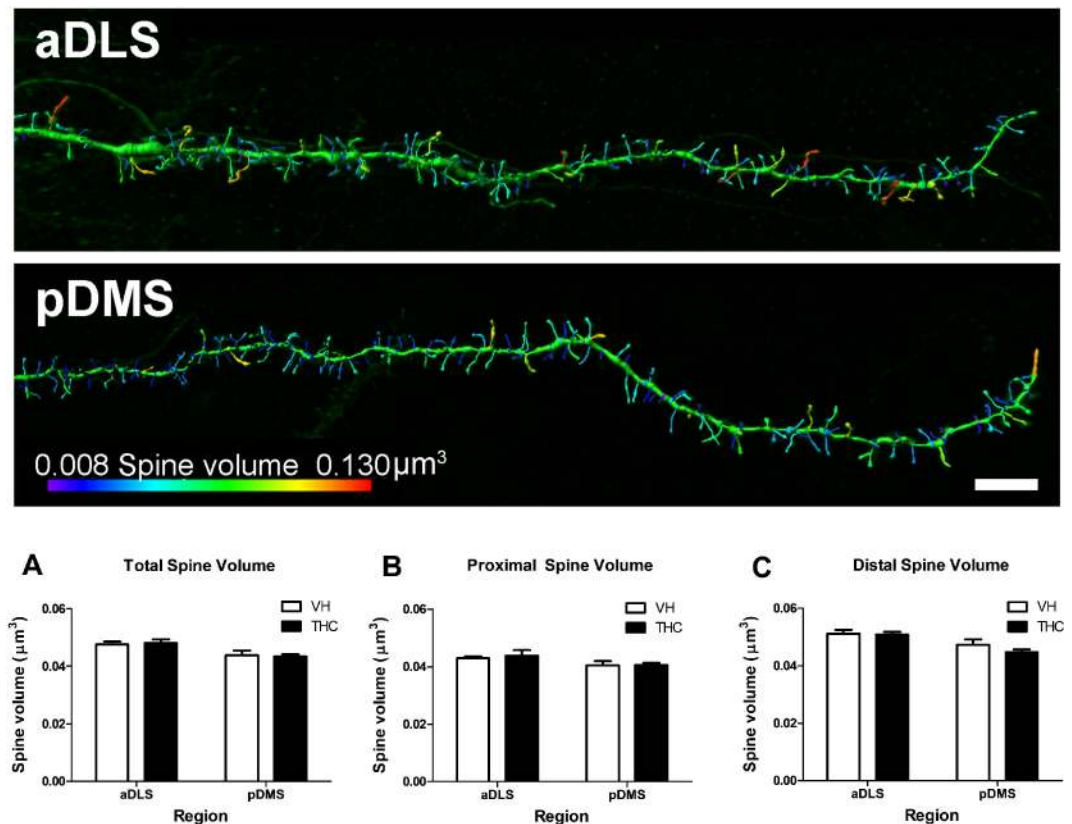 aDLS
pDMS
0.008 Spine volume 0.130μm³
A
Total Spine Volume
VH
THC
Spine volume (μm³)
0.06
0.04
0.02
0.00
aDLS
pDMS
Region
B
Proximal Spine Volume
VH
THC
Spine volume (μm³)
0.06
0.04
0.02
0.00
aDLS
pDMS
Region
C
Distal Spine Volume
VH
THC
Spine volume (μm³)
0.06
0.04
0.02
0.00
aDLS
pDMS
Region